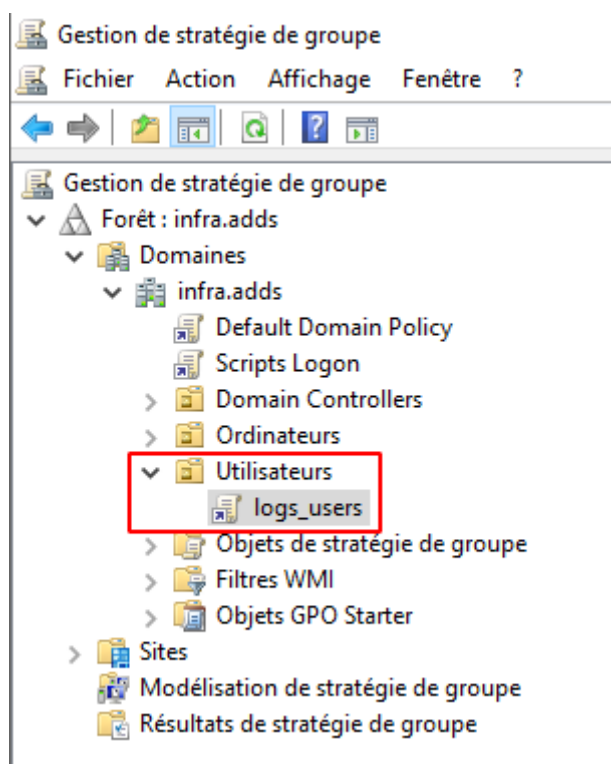 Gestion de stratégie de groupe
Fichier Action Affichage Fenêtre ?
Gestion de stratégie de groupe
Forêt : infra.adds
Domaines
infra.adds
Default Domain Policy
Scripts Logon
Domain Controllers
Ordinateurs
Utilisateurs
logs_users
Objets de stratégie de groupe
Filtres WMI
Objets GPO Starter
Sites
Modélisation de stratégie de groupe
Résultats de stratégie de groupe